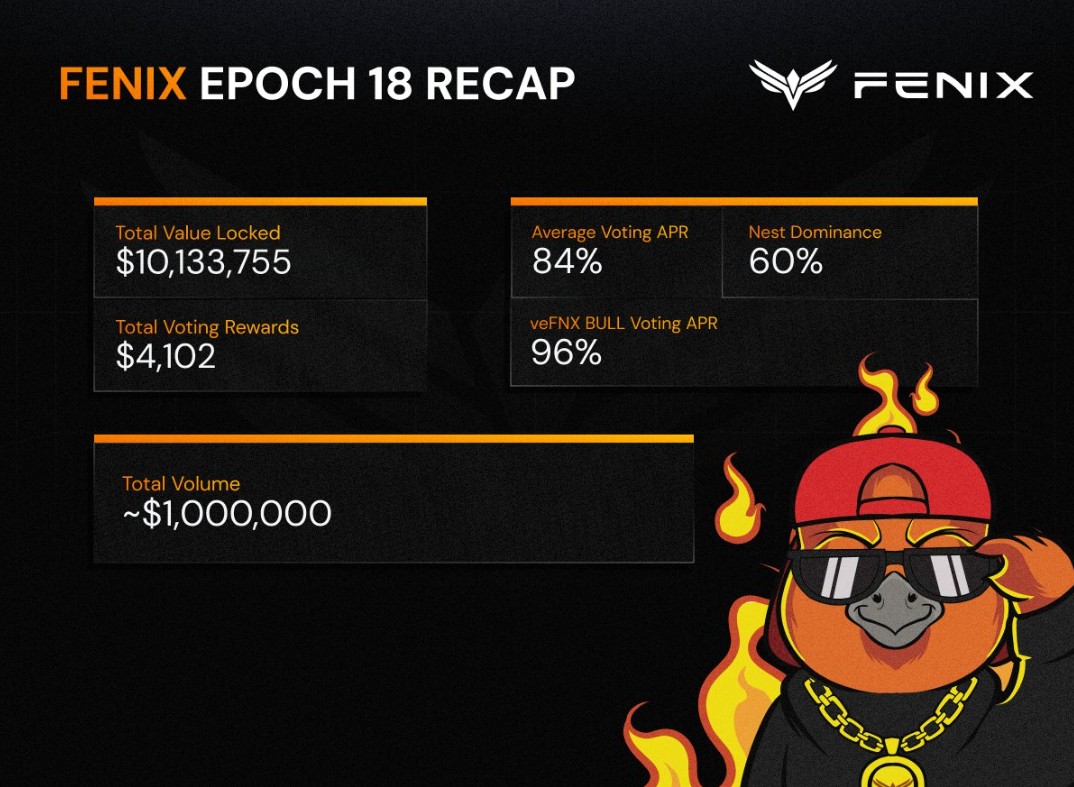 FENIX EPOCH 18 RECAP
FENIX
Total Value Locked
$10,133,755
Total Voting Rewards
$4,102
Average Voting APR
84%
Nest Dominance
60%
veFNX BULL Voting APR
96%
Total Volume
~$1,000,000